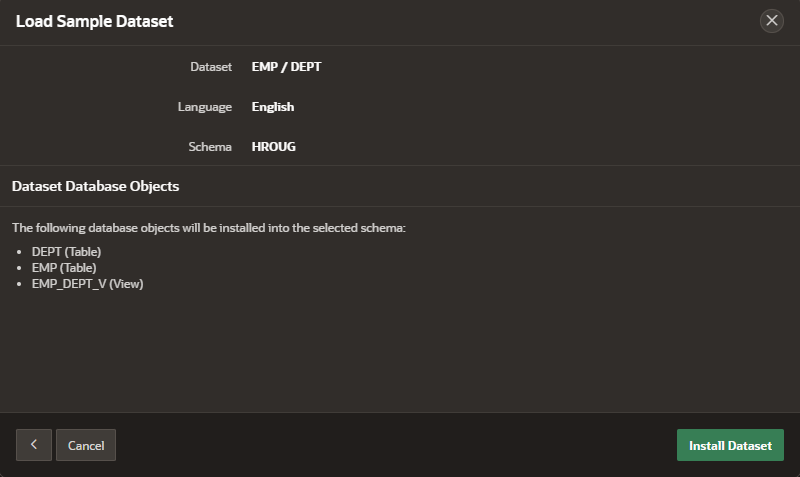 Load Sample Dataset
Dataset EMP / DEPT
Language English
Schema HROUG
Dataset Database Objects
The following database objects will be installed into the selected schema:
• DEPT (Table)
• EMP (Table)
• EMP_DEPT_V (View)
Cancel Install Dataset